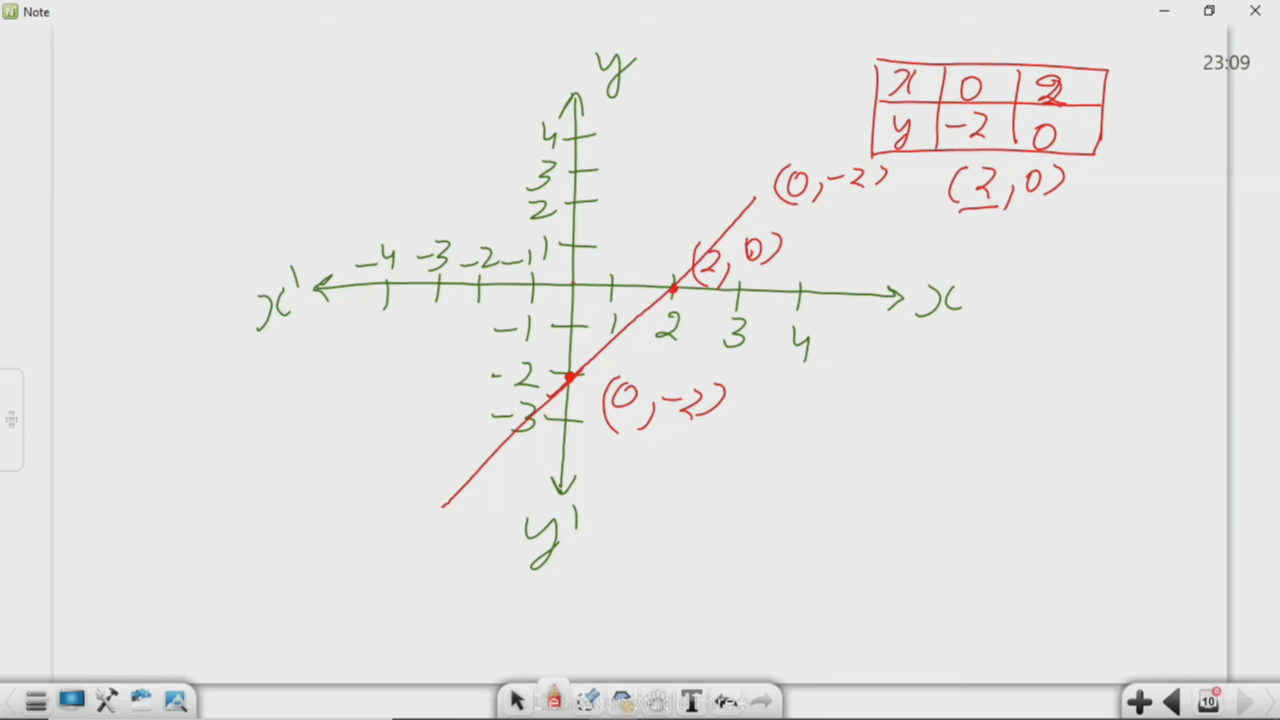 Note
23:09
y
x 0 2
y -2 0
(0,-2) (2,0)
4
3
2
1
(2,0)
-4 -3 -2 -1
x' x
-1 1 2 3 4
-2
(0,-2)
-3
y'
10